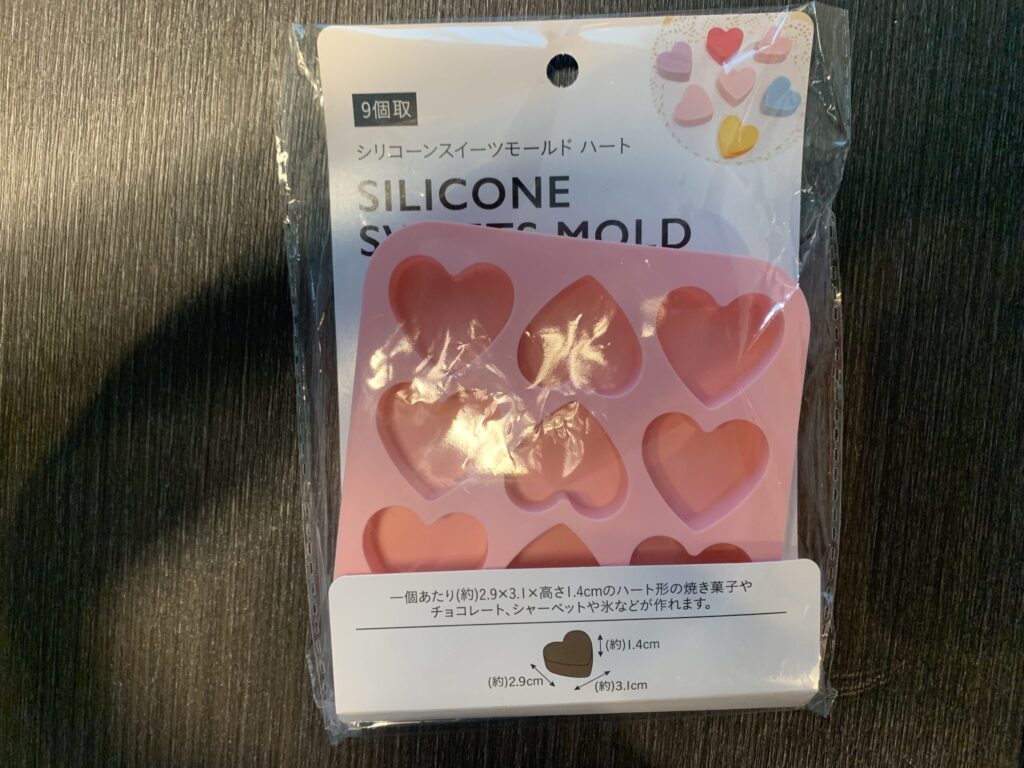 9個取
シリコーンスイーツモールド ハート
SILICONE
SWEETS MOLD
一個あたり(約)2.9×3.1×高さ1.4cmのハート形の焼き菓子や
チョコレート、シャーベットや氷などが作れます。
(約)1.4cm
(約)2.9cm
(約)3.1cm